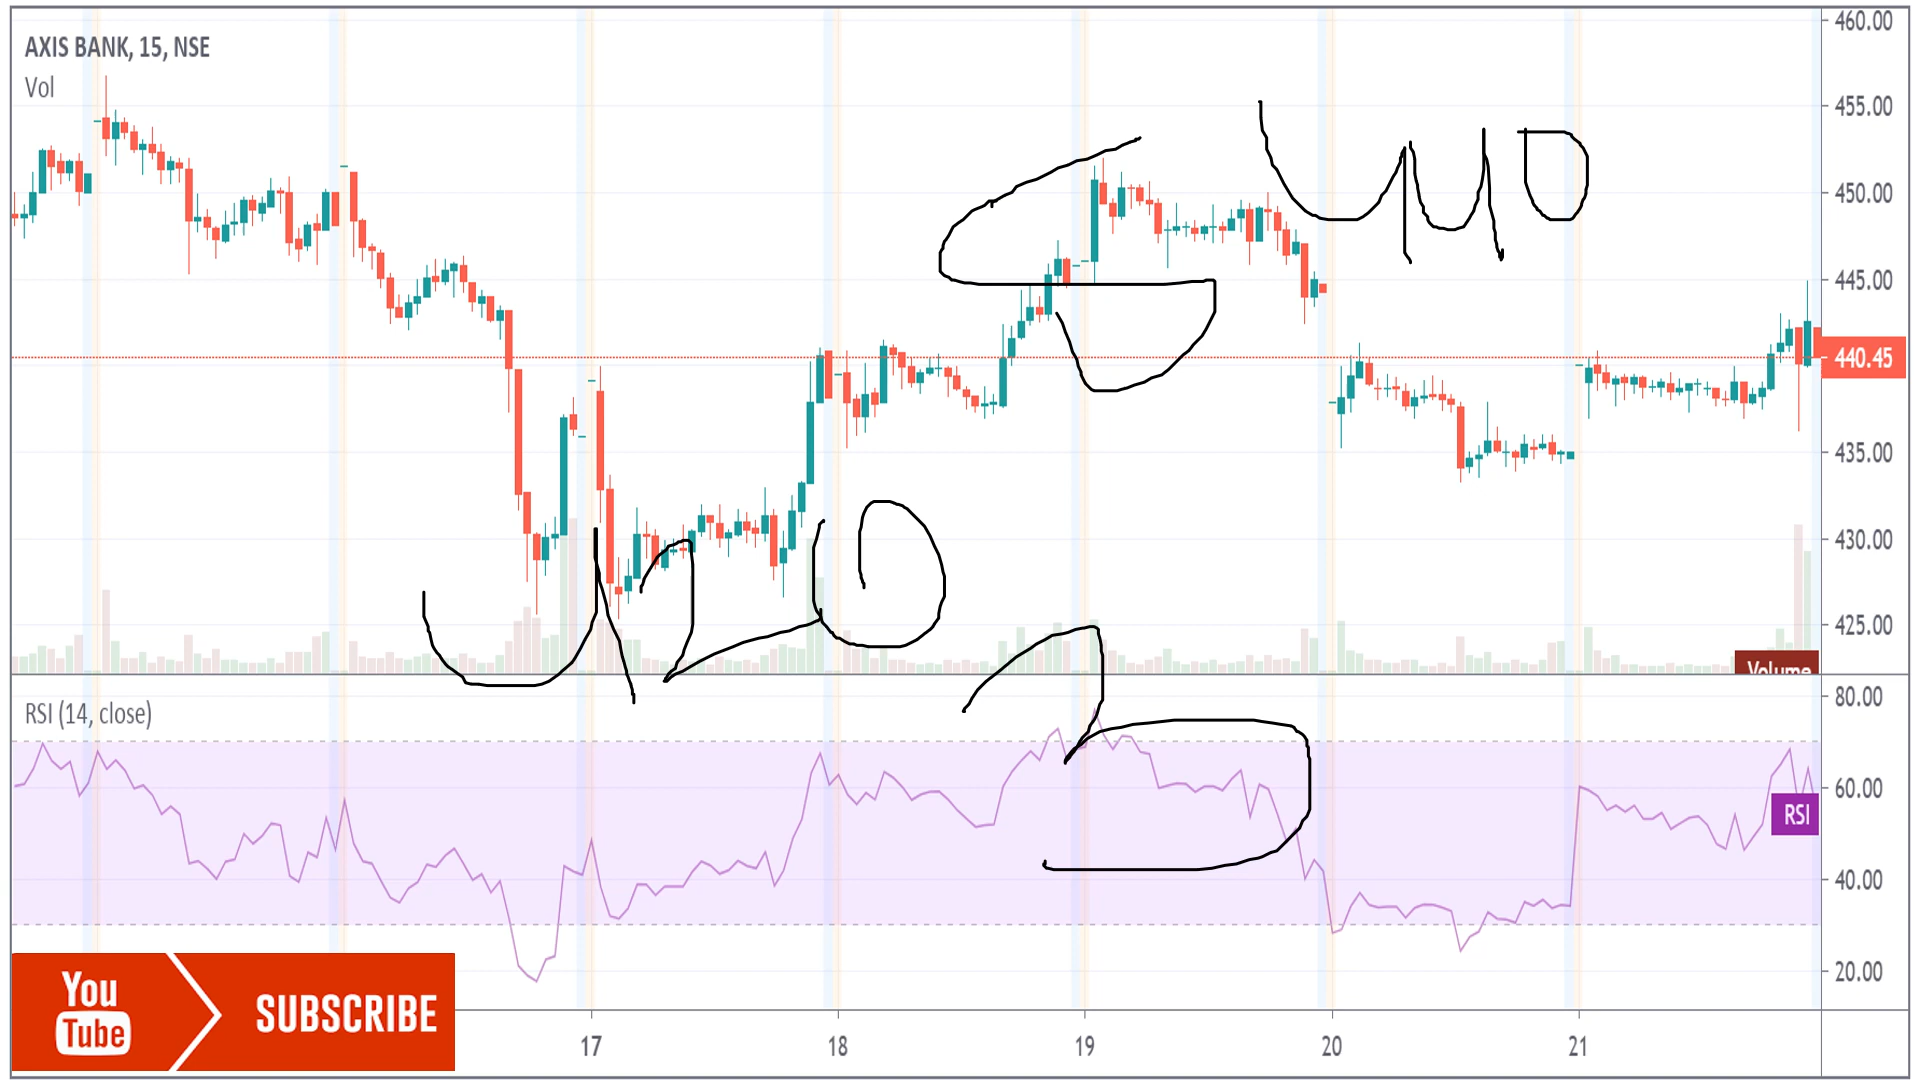 AXIS BANK, 15, NSE
Vol
460.00
455.00
450.00
445.00
440.45
435.00
430.00
425.00
440
420
Volume
RSI (14, close)
80.00
60.00
RSI
40.00
20.00
You
Tube
SUBSCRIBE
17
18
19
20
21